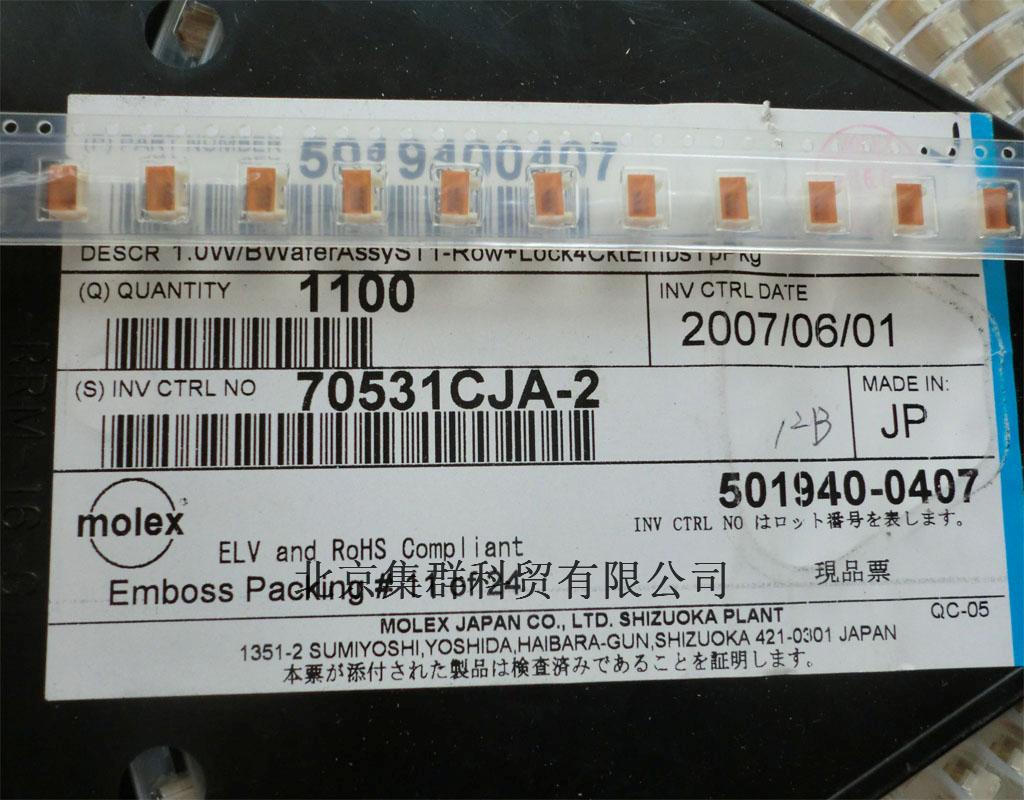 (P) PART NUMBER 5019400407
DESCR 1.0W/BWaferAssyST1-Row+Lock4CktEmbsTpPkg
(Q) QUANTITY 1100
INV CTRL DATE
2007/06/01
(S) INV CTRL NO 70531CJA-2
MADE IN:
JP
12B
molex
501940-0407
INV CTRL NO はロット番号を表します。
ELV and RoHS Compliant
Emboss Packing # 11 of 24
北京集群科贸有限公司
現品票
MOLEX JAPAN CO., LTD. SHIZUOKA PLANT
QC-05
1351-2 SUMIYOSHI,YOSHIDA,HAIBARA-GUN,SHIZUOKA 421-0301 JAPAN
本票が添付された製品は検査済みであることを証明します。